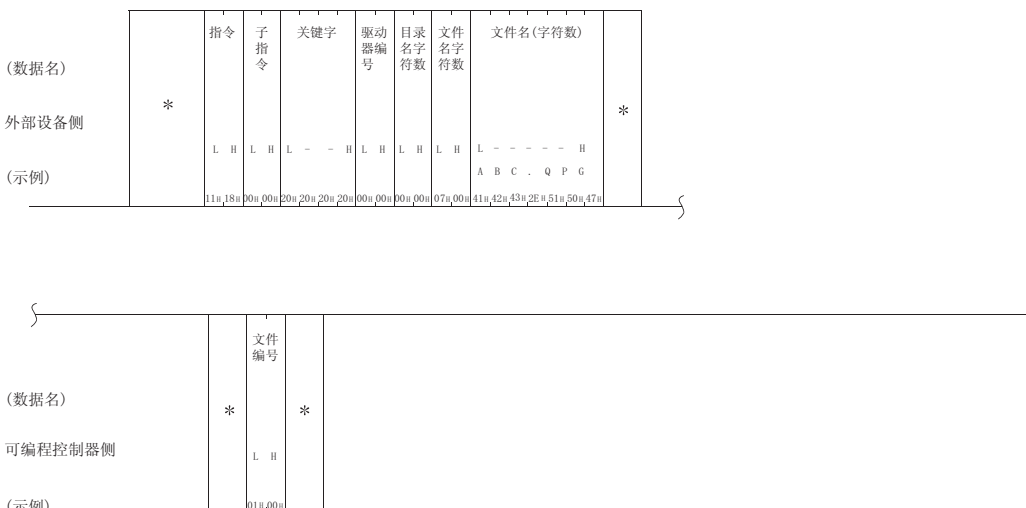 指令 子指令 关键字 驱动器编号 目录名字符数 文件名字符数 文件名(字符数)
(数据名)
*
*
外部设备侧
L H L H L - - H L H L H L H L - - - - - H
(示例)
A B C . Q P G
11H 18H 00H 00H 20H 20H 20H 20H 00H 00H 00H 00H 07H 00H 41H 42H 43H 2EH 51H 50H 47H
文件编号
(数据名)
* *
可编程控制器侧
L H
(示例)
01H 00H